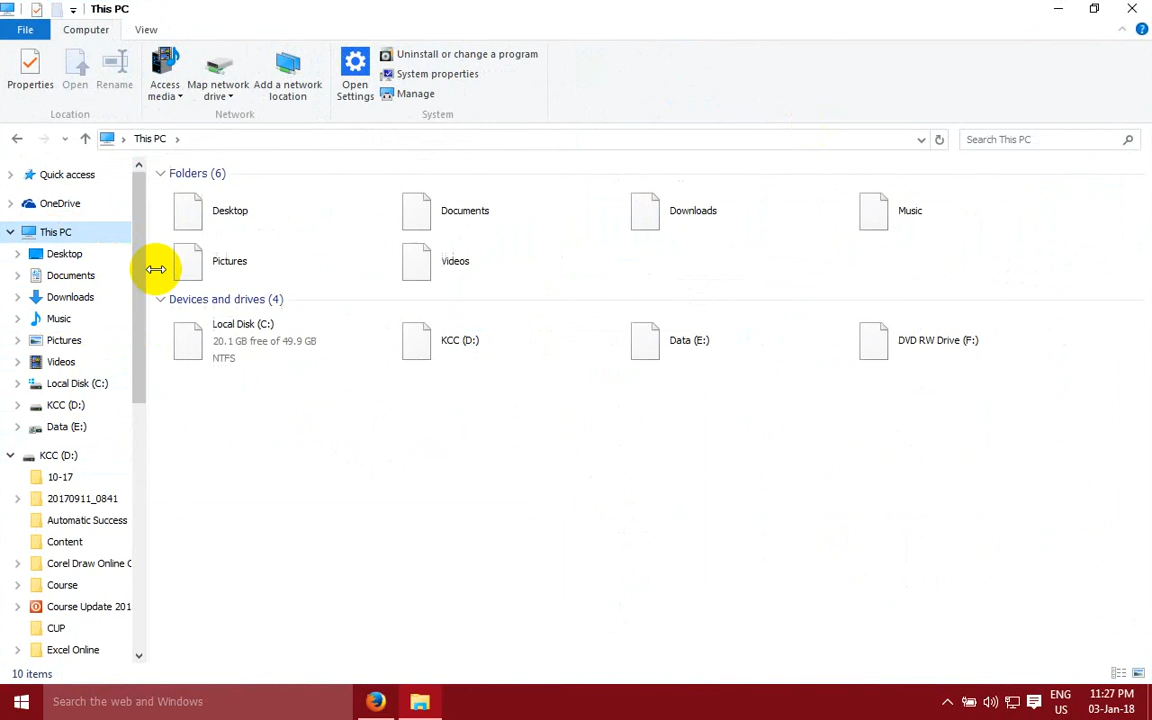 This PC
File
Computer
View
Properties
Open
Rename
Access media
Map network drive
Add a network location
Open Settings
Uninstall or change a program
System properties
Manage
Location
Network
System
This PC
Search This PC
Quick access
OneDrive
This PC
Desktop
Documents
Downloads
Music
Pictures
Videos
Local Disk (C:)
KCC (D:)
Data (E:)
KCC (D:)
10-17
20170911_0841
Automatic Success
Content
Corel Draw Online C
Course
Course Update 201
CUP
Excel Online
Folders (6)
Desktop
Documents
Downloads
Music
Pictures
Videos
Devices and drives (4)
Local Disk (C:)
20.1 GB free of 49.9 GB
NTFS
KCC (D:)
Data (E:)
DVD RW Drive (F:)
10 items
Search the web and Windows
ENG
US
11:27 PM
03-Jan-18